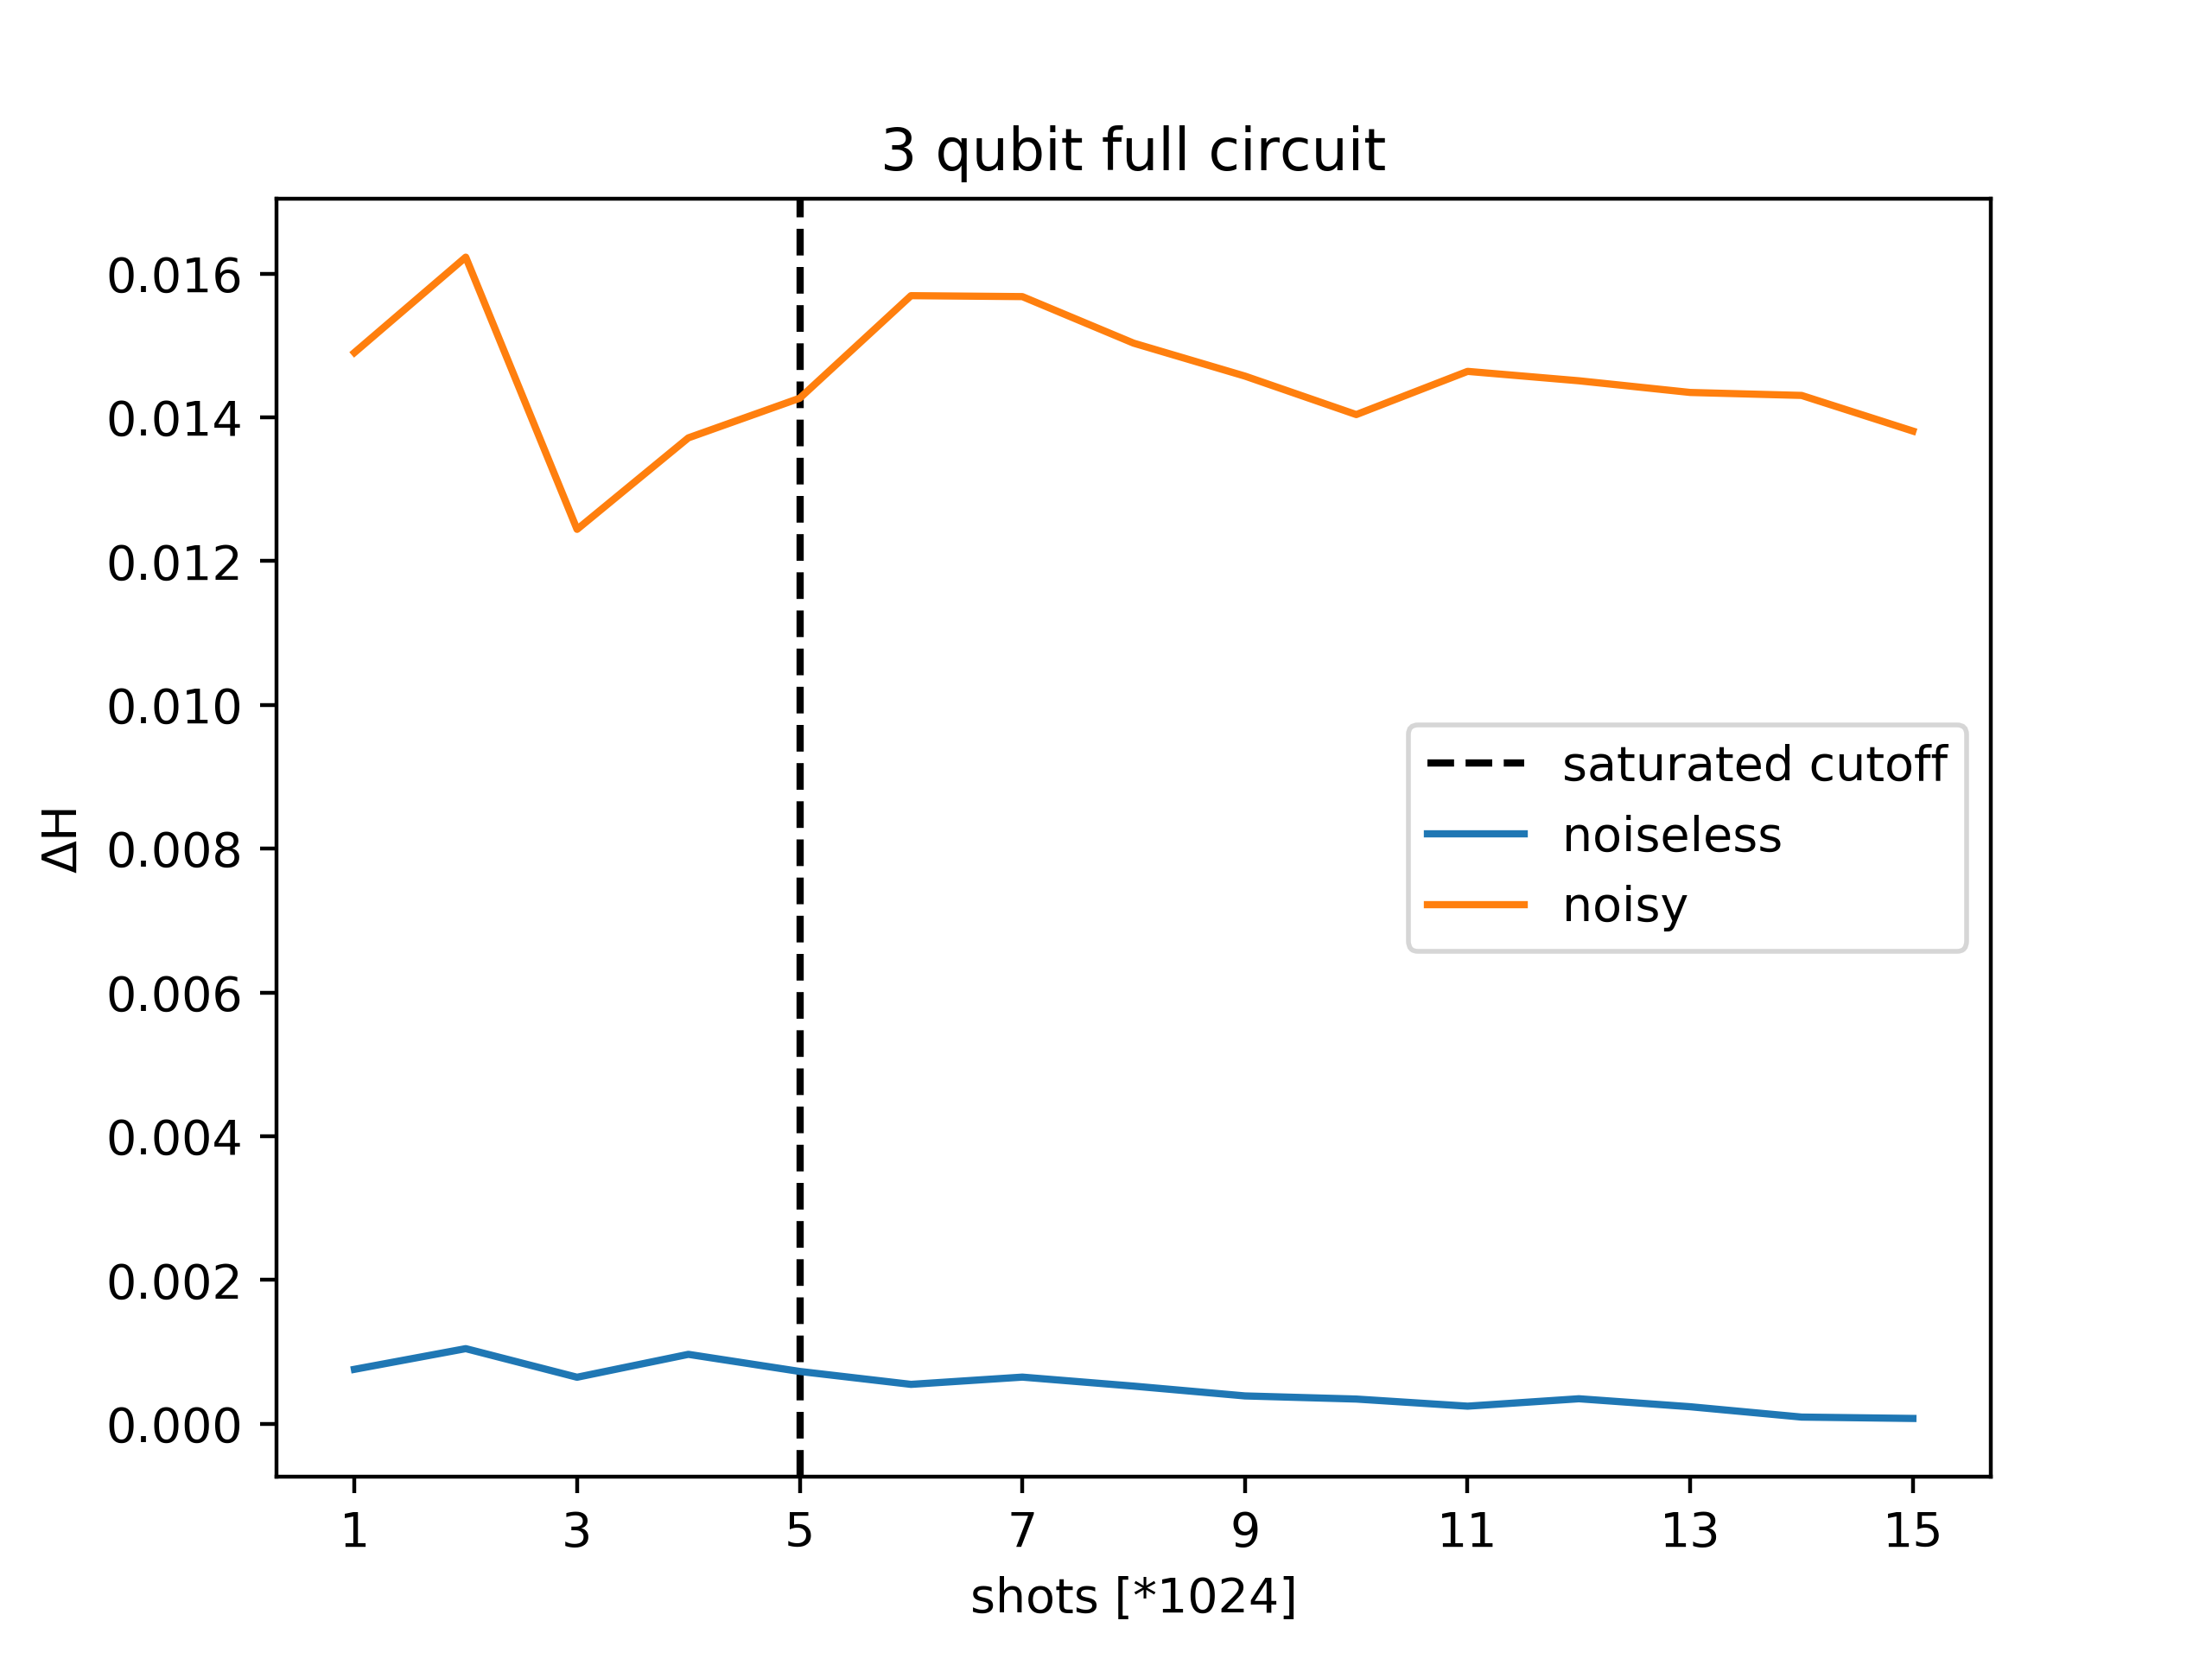 3 qubit full circuit
0.016
0.014
0.012
0.010
0.008
0.006
0.004
0.002
0.000
ΔH
saturated cutoff
noiseless
noisy
1 3 5 7 9 11 13 15
shots [*1024]